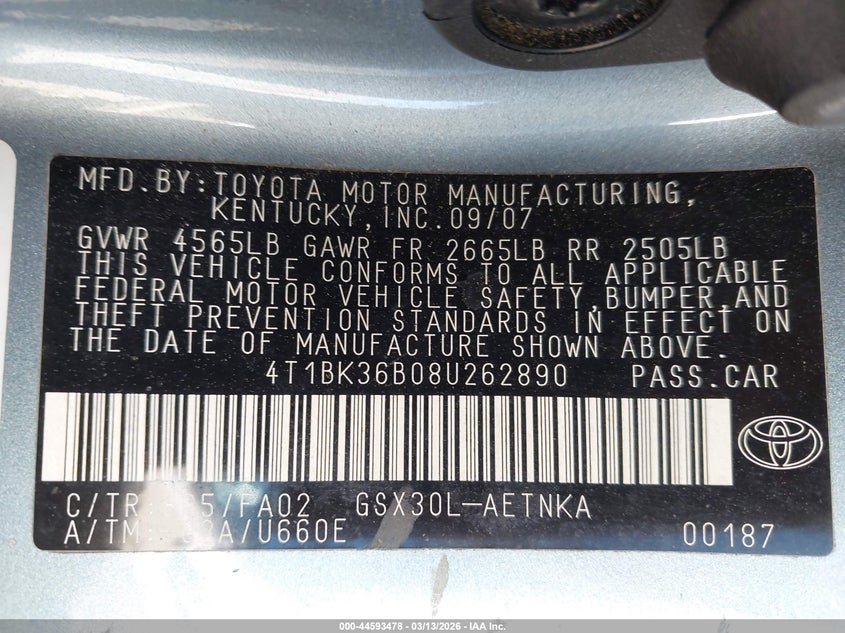 MFD.BY:TOYOTA MOTOR MANUFACTURING,
KENTUCKY,INC.09/07
GVWR 4565LB GAWR FR 2665LB RR 2505LB
THIS VEHICLE CONFORMS TO ALL APPLICABLE
FEDERAL MOTOR VEHICLE SAFETY,BUMPER,AND
THEFT PREVENTION STANDARDS IN EFFECT ON
THE DATE OF MANUFACTURE SHOWN ABOVE.
4T1BK36B08U262890 PASS.CAR
C/TR: /FA02 GSX30L-AETNKA
A/TM: /U660E 00187
000-44593478 | 03/13/2026 | IAA Inc.